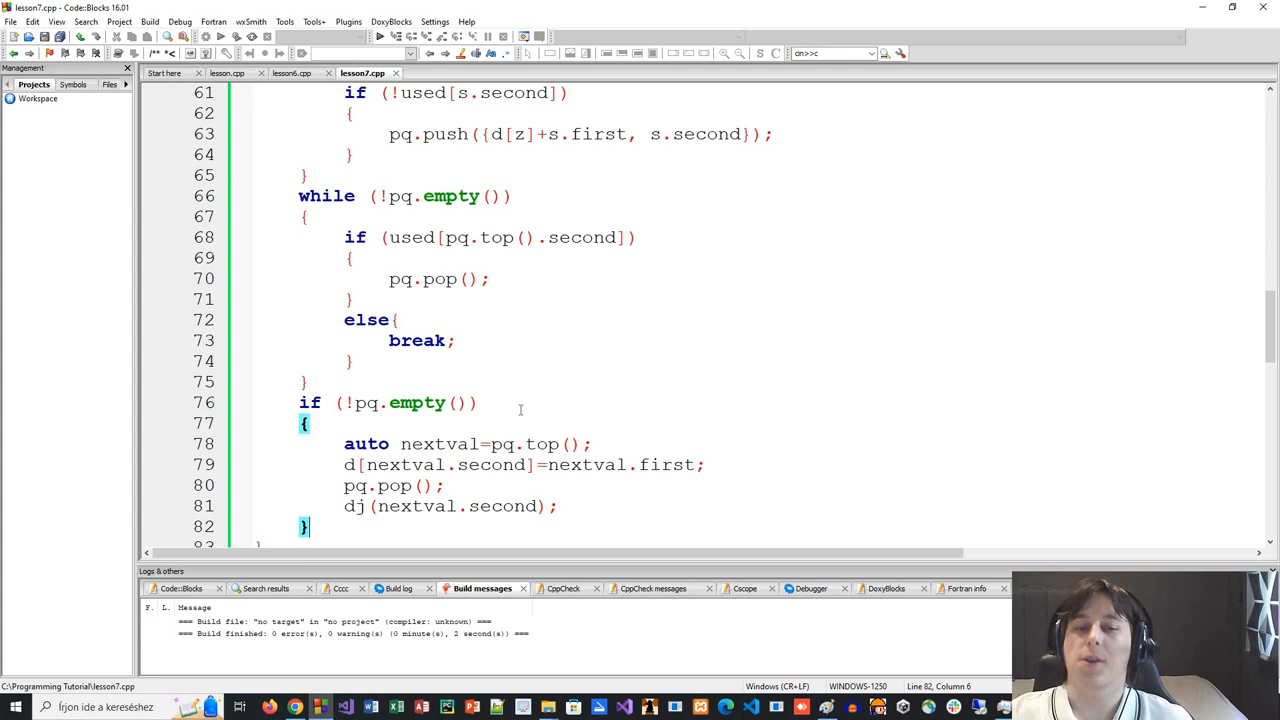 lesson7.cpp - Code::Blocks 16.01
File Edit View Search Project Build Debug Fortran wxSmith Tools Tools+ Plugins DoxyBlocks Settings Help
/** *< cn>>c
Management
Start here lesson.cpp lesson6.cpp lesson7.cpp
Projects Symbols Files
Workspace
61 if (!used[s.second])
62 {
63 pq.push({d[z]+s.first, s.second});
64 }
65 }
66 while (!pq.empty())
67 {
68 if (used[pq.top().second])
69 {
70 pq.pop();
71 }
72 else{
73 break;
74 }
75 }
76 if (!pq.empty())
77 {
78 auto nextval=pq.top();
79 d[nextval.second]=nextval.first;
80 pq.pop();
81 dj(nextval.second);
82 }
83 }
Logs & others
Code::Blocks Search results Cccc Build log Build messages CppCheck CppCheck messages Cscope Debugger DoxyBlocks Fortran info
F. L. Message
=== Build file: "no target" in "no project" (compiler: unknown) ===
=== Build finished: 0 error(s), 0 warning(s) (0 minute(s), 2 second(s)) ===
C:\Programming Tutorial\lesson7.cpp Windows (CR+LF) WINDOWS-1250 Line 82, Column 6
Írjon ide a kereséshez